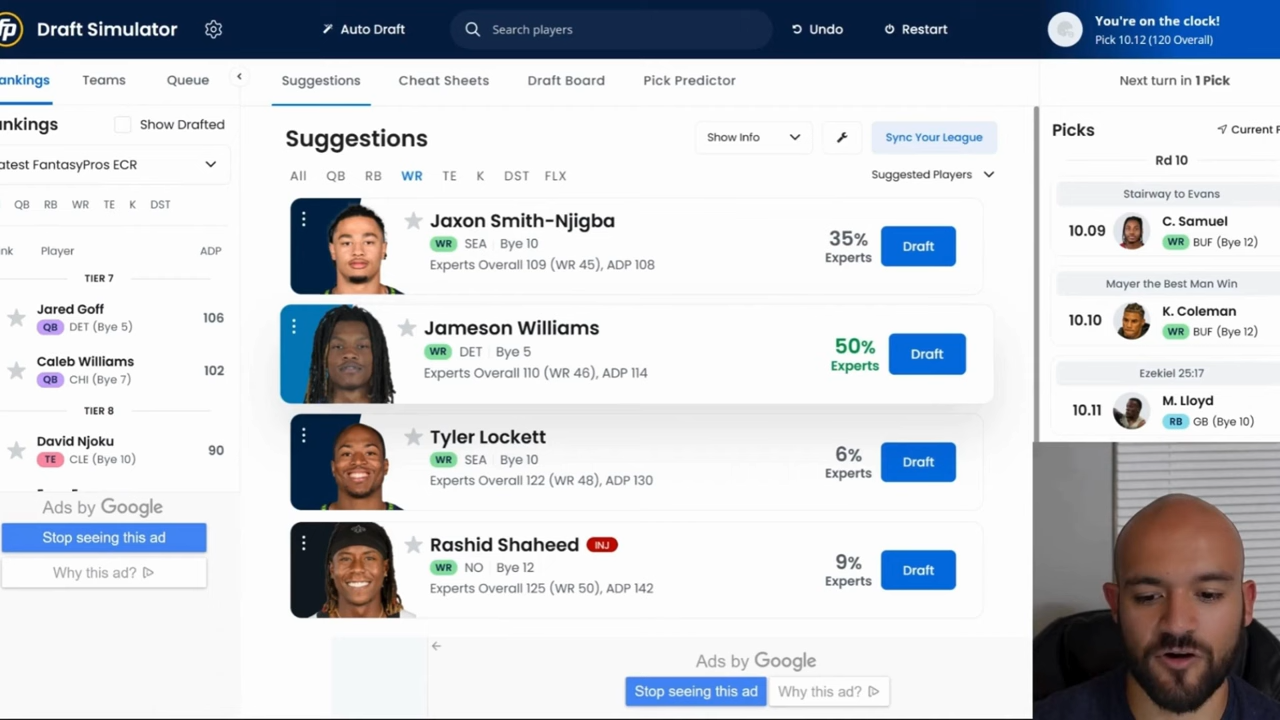 fp
Draft Simulator
Auto Draft
Search players
Undo
Restart
You're on the clock!
Pick 10.12 (120 Overall)
ankings
Teams
Queue
Suggestions
Cheat Sheets
Draft Board
Pick Predictor
Next turn in 1 Pick
ankings
Show Drafted
atest FantasyPros ECR
QB RB WR TE K DST
nk Player ADP
TIER 7
Jared Goff
QB DET (Bye 5)
106
Caleb Williams
QB CHI (Bye 7)
102
TIER 8
David Njoku
TE CLE (Bye 10)
90
Ads by Google
Stop seeing this ad
Why this ad?
Suggestions
Show Info
Sync Your League
All QB RB WR TE K DST FLX
Suggested Players
Jaxon Smith-Njigba
WR SEA Bye 10
Experts Overall 109 (WR 45), ADP 108
35%
Experts
Draft
Jameson Williams
WR DET Bye 5
Experts Overall 110 (WR 46), ADP 114
50%
Experts
Draft
Tyler Lockett
WR SEA Bye 10
Experts Overall 122 (WR 48), ADP 130
6%
Experts
Draft
Rashid Shaheed INJ
WR NO Bye 12
Experts Overall 125 (WR 50), ADP 142
9%
Experts
Draft
Ads by Google
Stop seeing this ad
Why this ad?
Picks
Current P
Rd 10
Stairway to Evans
10.09
C. Samuel
WR BUF (Bye 12)
Mayer the Best Man Win
10.10
K. Coleman
WR BUF (Bye 12)
Ezekiel 25:17
10.11
M. Lloyd
RB GB (Bye 10)